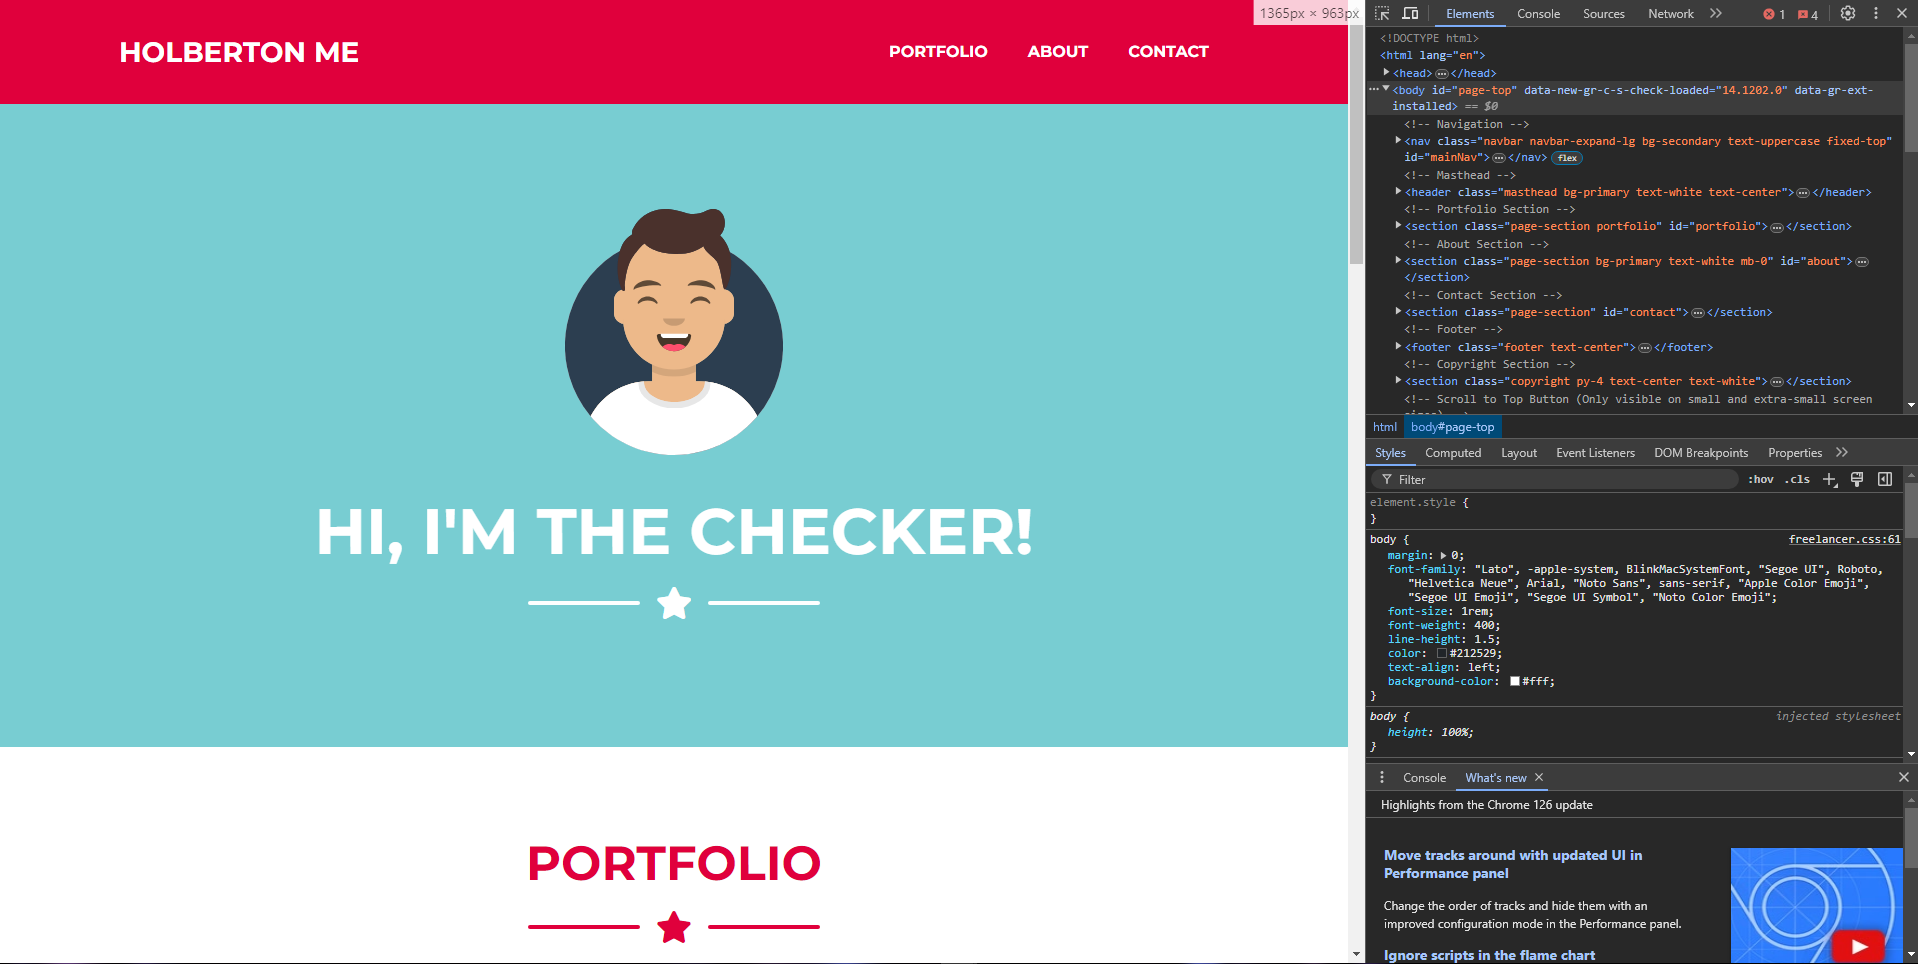 HOLBERTON ME
PORTFOLIO ABOUT CONTACT
1365px × 963px
HI, I'M THE CHECKER!
PORTFOLIO
Elements Console Sources Network 1 4
<!DOCTYPE html>
<html lang="en">
<head> ••• </head>
••• <body id="page-top" data-new-gr-c-s-check-loaded="14.1202.0" data-gr-ext-
installed> == $0
<!-- Navigation -->
<nav class="navbar navbar-expand-lg bg-secondary text-uppercase fixed-top"
id="mainNav"> ••• </nav> flex
<!-- Masthead -->
<header class="masthead bg-primary text-white text-center"> ••• </header>
<!-- Portfolio Section -->
<section class="page-section portfolio" id="portfolio"> ••• </section>
<!-- About Section -->
<section class="page-section bg-primary text-white mb-0" id="about"> •••
</section>
<!-- Contact Section -->
<section class="page-section" id="contact"> ••• </section>
<!-- Footer -->
<footer class="footer text-center"> ••• </footer>
<!-- Copyright Section -->
<section class="copyright py-4 text-center text-white"> ••• </section>
<!-- Scroll to Top Button (Only visible on small and extra-small screen
html body#page-top
Styles Computed Layout Event Listeners DOM Breakpoints Properties
Filter :hov .cls
element.style {
}
body { freelancer.css:61
margin: 0;
font-family: "Lato", -apple-system, BlinkMacSystemFont, "Segoe UI", Roboto,
"Helvetica Neue", Arial, "Noto Sans", sans-serif, "Apple Color Emoji",
"Segoe UI Emoji", "Segoe UI Symbol", "Noto Color Emoji";
font-size: 1rem;
font-weight: 400;
line-height: 1.5;
color: #212529;
text-align: left;
background-color: #fff;
}
body { injected stylesheet
height: 100%;
}
Console What's new
Highlights from the Chrome 126 update
Move tracks around with updated UI in
Performance panel
Change the order of tracks and hide them with an
improved configuration mode in the Performance panel.
Ignore scripts in the flame chart